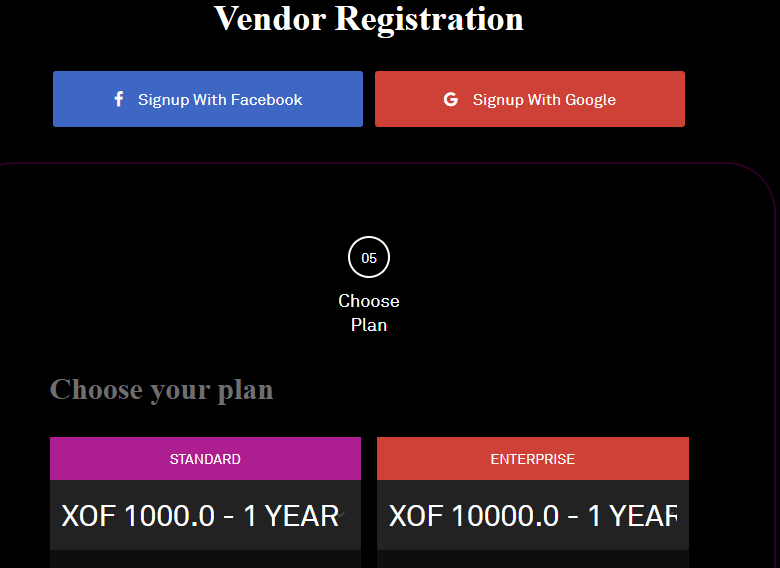 Vendor Registration
Signup With Facebook
Signup With Google
05
Choose
Plan
Choose your plan
STANDARD
ENTERPRISE
XOF 1000.0 - 1 YEAR
XOF 10000.0 - 1 YEAR